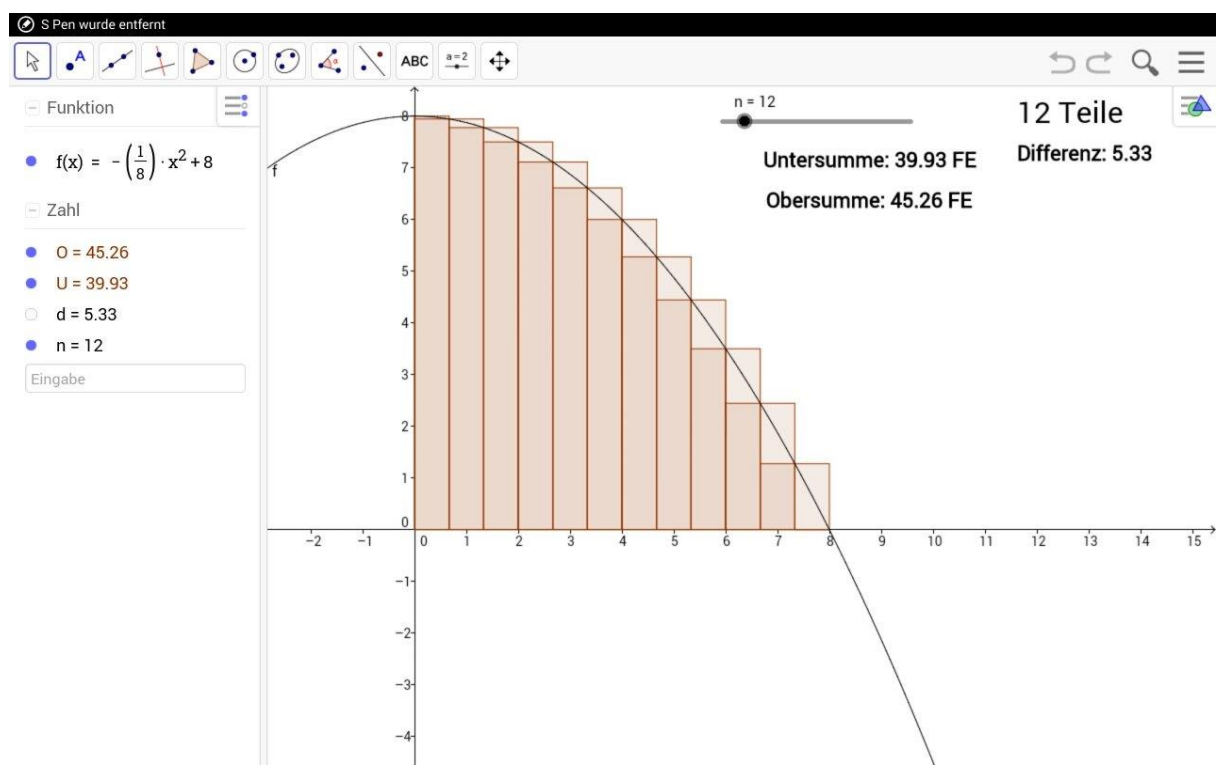 S Pen wurde entfernt
A α ABC a=2
Funktion
f(x) = −(1/8) · x² + 8
Zahl
O = 45.26
U = 39.93
d = 5.33
n = 12
Eingabe
n = 12
12 Teile
Untersumme: 39.93 FE
Differenz: 5.33
Obersumme: 45.26 FE
f
8
7
6
5
4
3
2
1
0
−2 −1 0 1 2 3 4 5 6 7 8 9 10 11 12 13 14 15
−1
−2
−3
−4